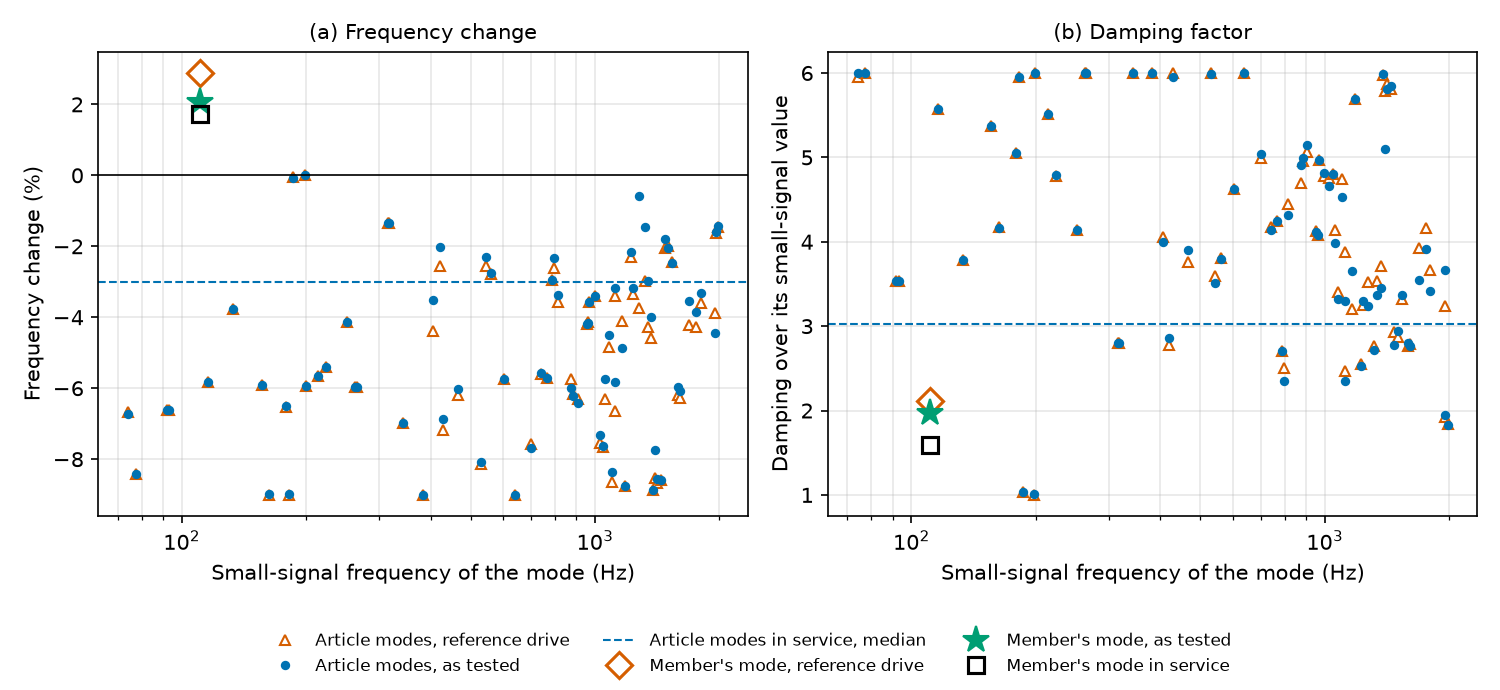 (a) Frequency change
(b) Damping factor
Frequency change (%)
2
0
−2
−4
−6
−8
10²
10³
Small-signal frequency of the mode (Hz)
Damping over its small-signal value
6
5
4
3
2
1
10²
10³
Small-signal frequency of the mode (Hz)
Article modes, reference drive
Article modes, as tested
Article modes in service, median
Member's mode, reference drive
Member's mode, as tested
Member's mode in service